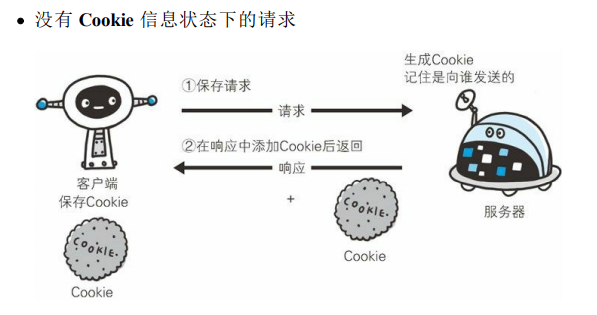 • 没有 Cookie 信息状态下的请求
生成Cookie
记住是向谁发送的
①保存请求
请求
②在响应中添加Cookie后返回
响应
+
客户端
保存Cookie
COOKIE.
Cookie
服务器
COOKIE.
Cookie